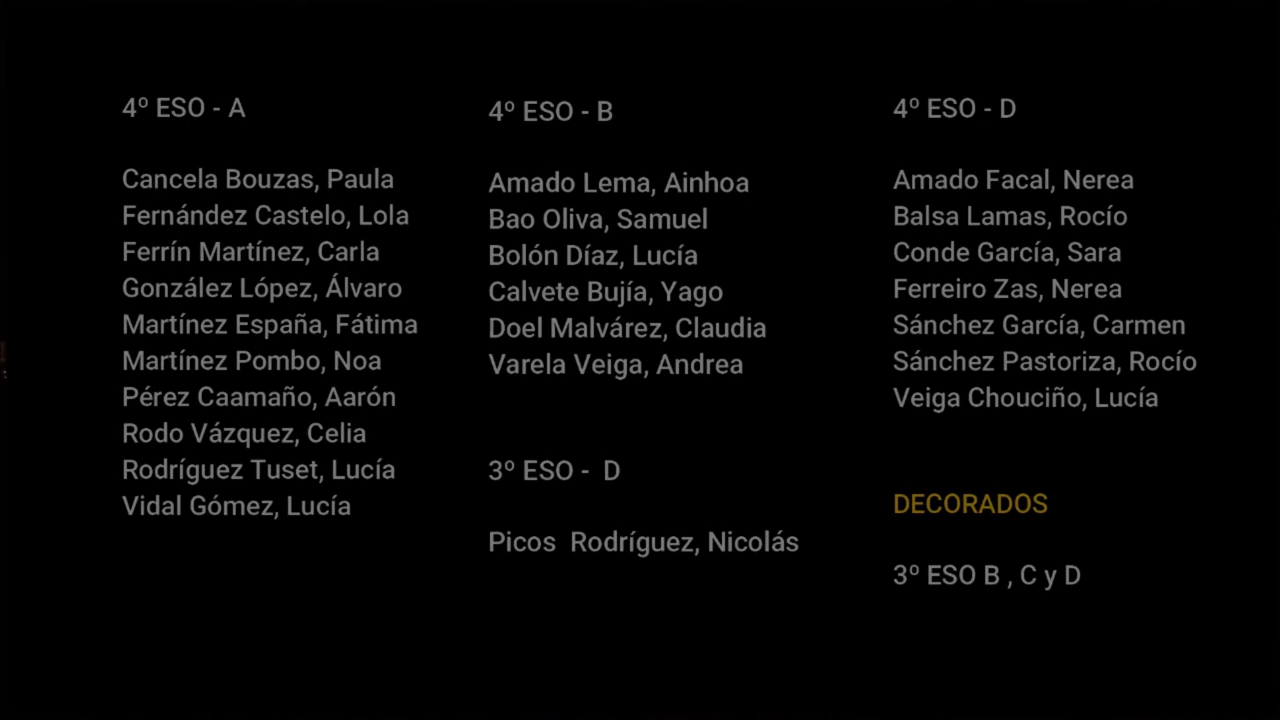 4º ESO - A
Cancela Bouzas, Paula
Fernández Castelo, Lola
Ferrín Martínez, Carla
González López, Álvaro
Martínez España, Fátima
Martínez Pombo, Noa
Pérez Caamaño, Aarón
Rodo Vázquez, Celia
Rodríguez Tuset, Lucía
Vidal Gómez, Lucía
4º ESO - B
Amado Lema, Ainhoa
Bao Oliva, Samuel
Bolón Díaz, Lucía
Calvete Bujía, Yago
Doel Malvárez, Claudia
Varela Veiga, Andrea
3º ESO -  D
Picos  Rodríguez, Nicolás
4º ESO - D
Amado Facal, Nerea
Balsa Lamas, Rocío
Conde García, Sara
Ferreiro Zas, Nerea
Sánchez García, Carmen
Sánchez Pastoriza, Rocío
Veiga Chouciño, Lucía
DECORADOS
3º ESO B , C y D